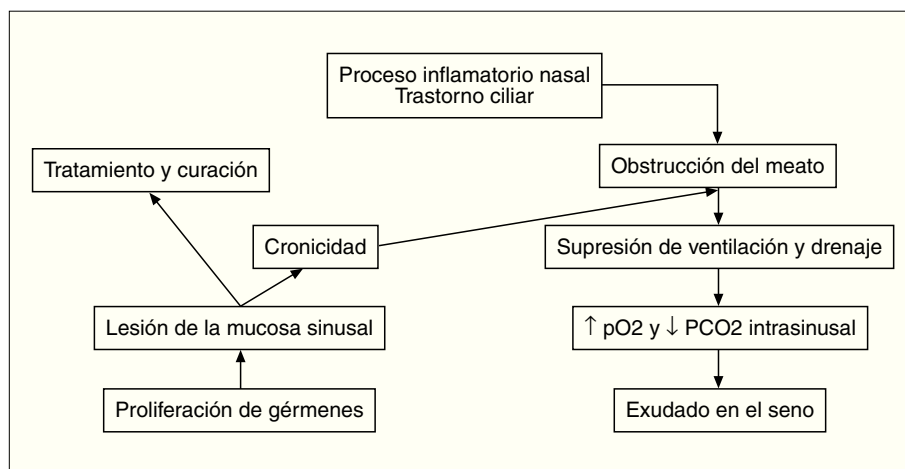 Proceso inflamatorio nasal
Trastorno ciliar
Tratamiento y curación
Obstrucción del meato
Cronicidad
Supresión de ventilación y drenaje
Lesión de la mucosa sinusal
↑ pO2 y ↓ PCO2 intrasinusal
Proliferación de gérmenes
Exudado en el seno